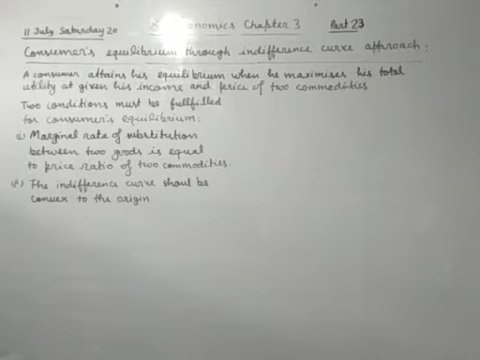 11 July Saturday 20 Economics Chapter 3 Part 23
Consumer's equilibrium through indifference curve approach:
A consumer attains his equilibrium when he maximises his total
utility at given his income and price of two commodities
Two conditions must be fullfilled
for consumer's equilibrium:
i) Marginal rate of substitution
between two goods is equal
to price ratio of two commodities.
ii) The indifference curve shoul be
convex to the origin